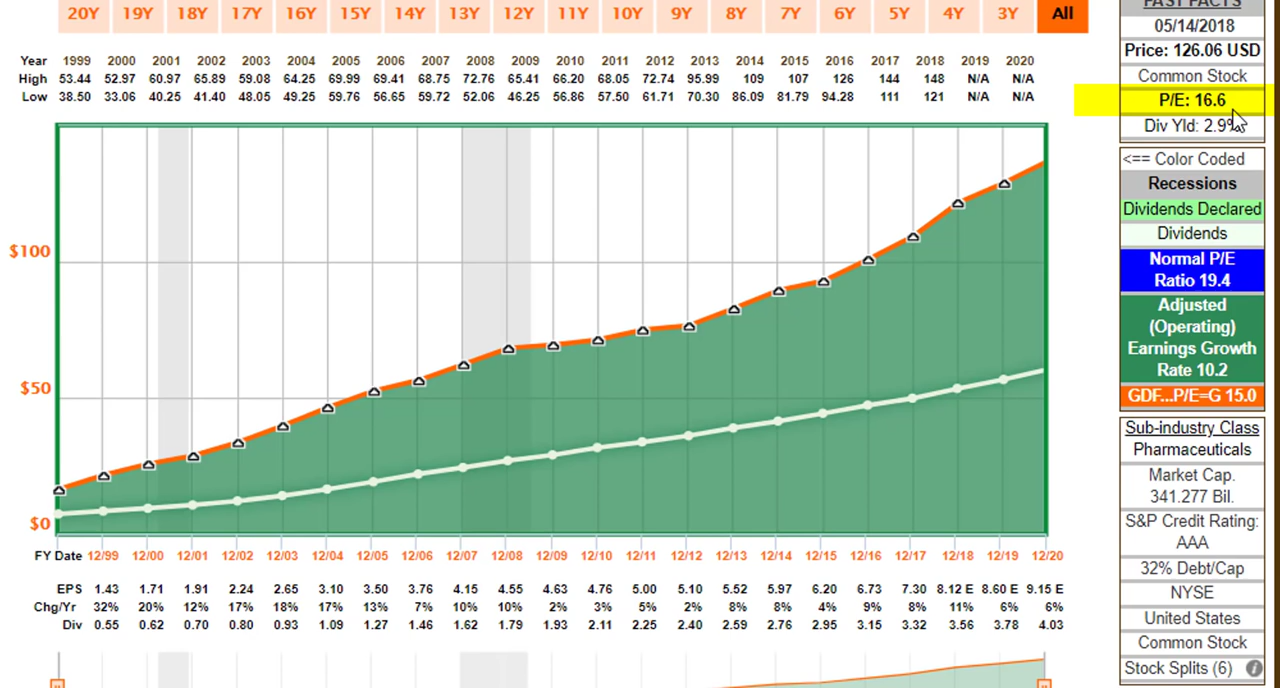 20Y 19Y 18Y 17Y 16Y 15Y 14Y 13Y 12Y 11Y 10Y 9Y 8Y 7Y 6Y 5Y 4Y 3Y All
Year 1999 2000 2001 2002 2003 2004 2005 2006 2007 2008 2009 2010 2011 2012 2013 2014 2015 2016 2017 2018 2019 2020
High 53.44 52.97 60.97 65.89 59.08 64.25 69.99 69.41 68.75 72.76 65.41 66.20 68.05 72.74 95.99 109 107 126 144 148 N/A N/A
Low 38.50 33.06 40.25 41.40 48.05 49.25 59.76 56.65 59.72 52.06 46.25 56.86 57.50 61.71 70.30 86.09 81.79 94.28 111 121 N/A N/A
$100
$50
$0
FY Date 12/99 12/00 12/01 12/02 12/03 12/04 12/05 12/06 12/07 12/08 12/09 12/10 12/11 12/12 12/13 12/14 12/15 12/16 12/17 12/18 12/19 12/20
EPS 1.43 1.71 1.91 2.24 2.65 3.10 3.50 3.76 4.15 4.55 4.63 4.76 5.00 5.10 5.52 5.97 6.20 6.73 7.30 8.12 E 8.60 E 9.15 E
Chg/Yr 32% 20% 12% 17% 18% 17% 13% 7% 10% 10% 2% 3% 5% 2% 8% 8% 4% 9% 8% 11% 6% 6%
Div 0.55 0.62 0.70 0.80 0.93 1.09 1.27 1.46 1.62 1.79 1.93 2.11 2.25 2.40 2.59 2.76 2.95 3.15 3.32 3.56 3.78 4.03
FAST FACTS
05/14/2018
Price: 126.06 USD
Common Stock
P/E: 16.6
Div Yld: 2.9%
<== Color Coded
Recessions
Dividends Declared
Dividends
Normal P/E
Ratio 19.4
Adjusted
(Operating)
Earnings Growth
Rate 10.2
GDF...P/E=G 15.0
Sub-industry Class
Pharmaceuticals
Market Cap.
341.277 Bil.
S&P Credit Rating:
AAA
32% Debt/Cap
NYSE
United States
Common Stock
Stock Splits (6) i